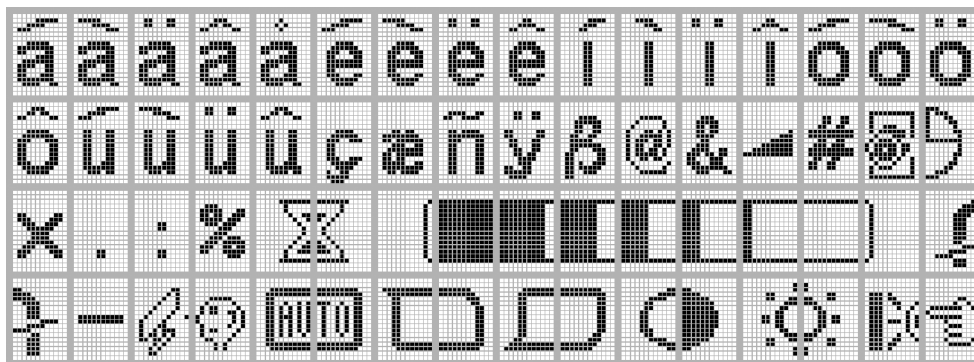 á à ä â å é è ë ê í ì ï î ó ò ö
ô ú ù ü û ç æ ñ ÿ ß @ & # @
× . : %
- AUTO